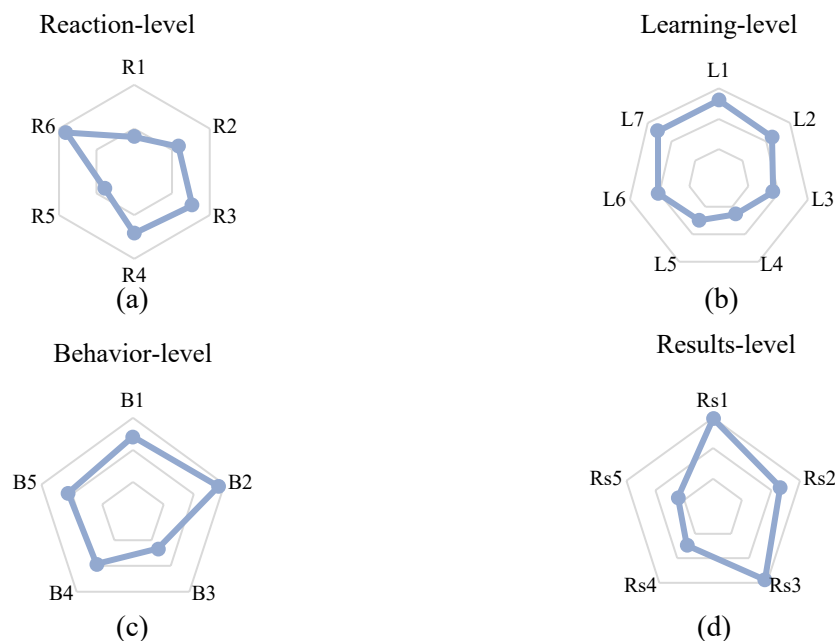 Reaction-level
R1
R2
R3
R4
R5
R6
(a)
Learning-level
L1
L2
L3
L4
L5
L6
L7
(b)
Behavior-level
B1
B2
B3
B4
B5
(c)
Results-level
Rs1
Rs2
Rs3
Rs4
Rs5
(d)